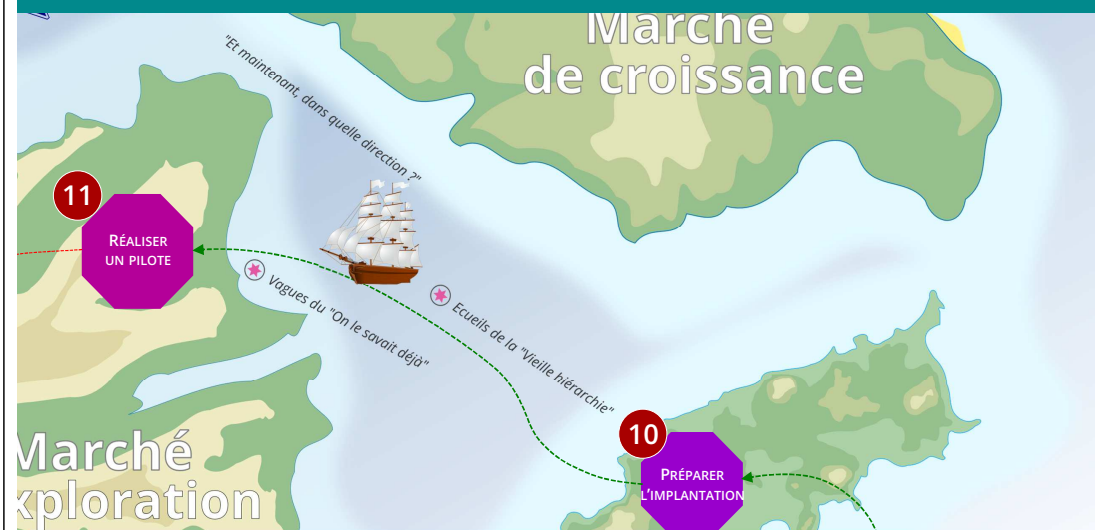 Marché
de croissance
"Et maintenant, dans quelle direction ?"
11
RÉALISER
UN PILOTE
Vagues du "On le savait déjà"
Ecueils de la "Vieille hiérarchie"
10
PRÉPARER
L'IMPLANTATION
Marché
xploration